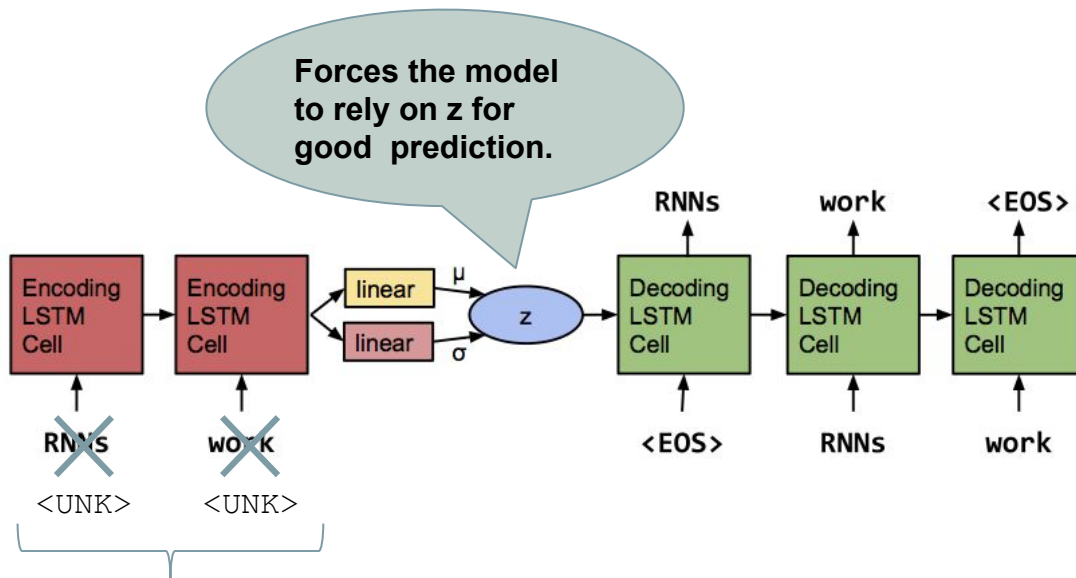 Forces the model
to rely on z for
good prediction.
RNNs work <EOS>
Encoding
LSTM
Cell
Encoding
LSTM
Cell
linear
μ
linear
σ
z
Decoding
LSTM
Cell
Decoding
LSTM
Cell
Decoding
LSTM
Cell
RNNs work <EOS> RNNs work
<UNK> <UNK>